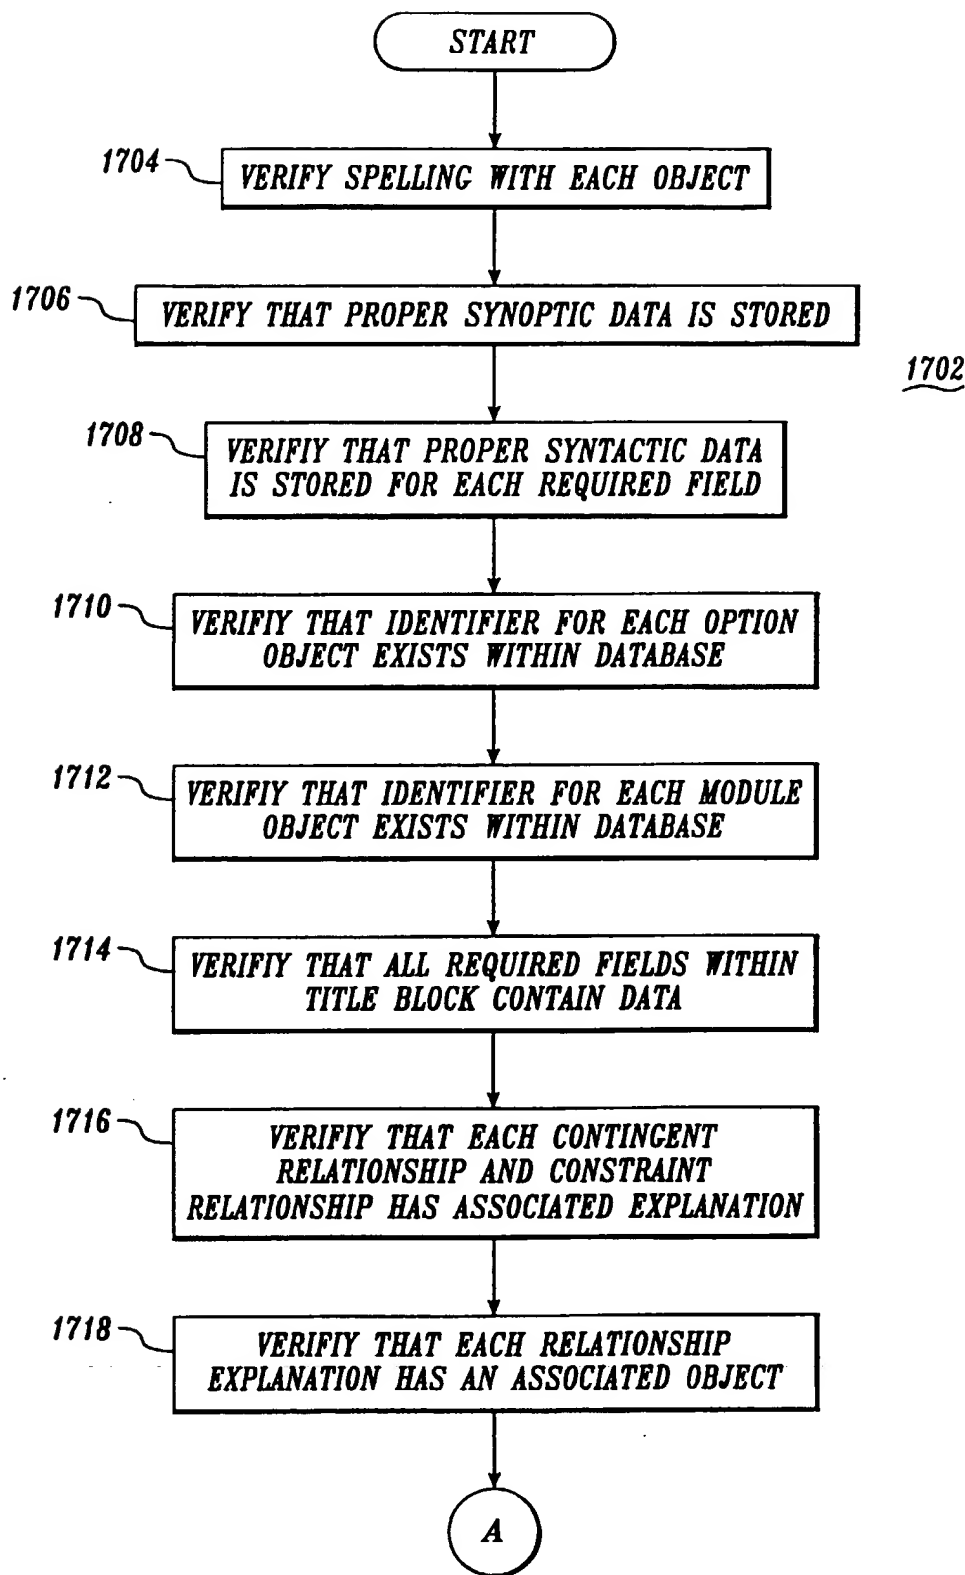 START
1704
VERIFY SPELLING WITH EACH OBJECT
1706
VERIFY THAT PROPER SYNOPTIC DATA IS STORED
1702
1708
VERIFIY THAT PROPER SYNTACTIC DATA
IS STORED FOR EACH REQUIRED FIELD
1710
VERIFIY THAT IDENTIFIER FOR EACH OPTION
OBJECT EXISTS WITHIN DATABASE
1712
VERIFIY THAT IDENTIFIER FOR EACH MODULE
OBJECT EXISTS WITHIN DATABASE
1714
VERIFIY THAT ALL REQUIRED FIELDS WITHIN
TITLE BLOCK CONTAIN DATA
1716
VERIFIY THAT EACH CONTINGENT
RELATIONSHIP AND CONSTRAINT
RELATIONSHIP HAS ASSOCIATED EXPLANATION
1718
VERIFIY THAT EACH RELATIONSHIP
EXPLANATION HAS AN ASSOCIATED OBJECT
A